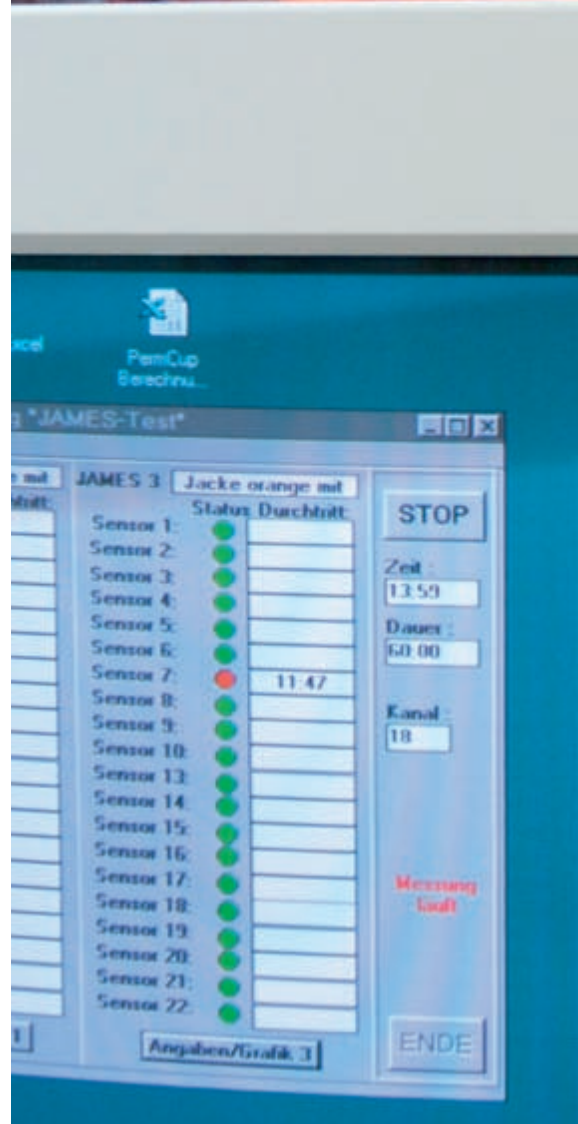 PermCup
Berechnu...
"JAMES-Test"
mit
JAMES 3 Jacke orange mit
Status Durchtritt:
Sensor 1:
Sensor 2:
Sensor 3:
Sensor 4:
Sensor 5:
Sensor 6:
Sensor 7: 11:47
Sensor 8:
Sensor 9:
Sensor 10:
Sensor 13:
Sensor 14:
Sensor 15:
Sensor 16:
Sensor 17:
Sensor 18:
Sensor 19:
Sensor 20:
Sensor 21:
Sensor 22:
Angaben/Grafik 3
STOP
Zeit :
13:59
Dauer :
60:00
Kanal :
18
Messung
läuft
ENDE